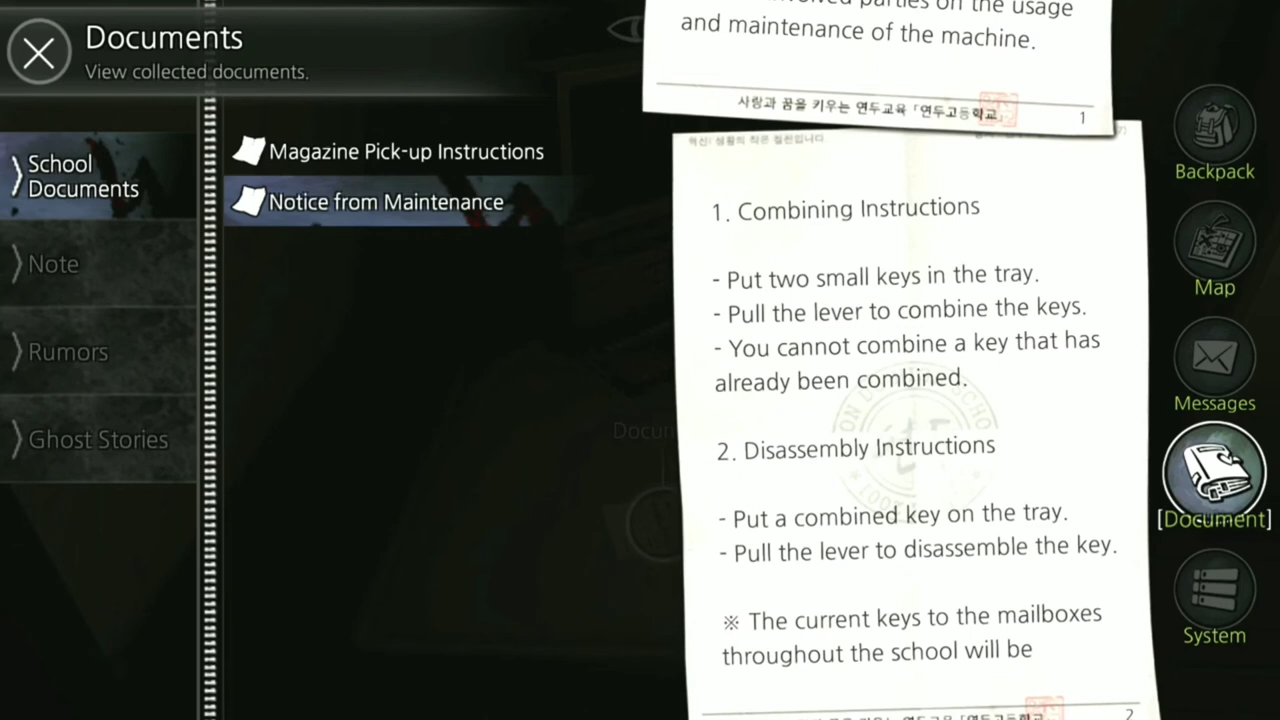 Documents
View collected documents.
School
Documents
Note
Rumors
Ghost Stories
Magazine Pick-up Instructions
Notice from Maintenance
parties on the usage
and maintenance of the machine.
사랑과 꿈을 키우는 연두교육 「연두고등학교」
1
1. Combining Instructions
- Put two small keys in the tray.
- Pull the lever to combine the keys.
- You cannot combine a key that has
already been combined.
2. Disassembly Instructions
- Put a combined key on the tray.
- Pull the lever to disassemble the key.
※ The current keys to the mailboxes
throughout the school will be
2
Backpack
Map
Messages
[Document]
System